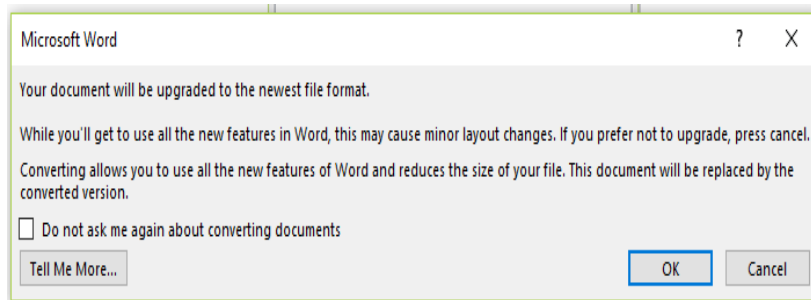 Microsoft Word
? X
Your document will be upgraded to the newest file format.
While you'll get to use all the new features in Word, this may cause minor layout changes. If you prefer not to upgrade, press cancel.
Converting allows you to use all the new features of Word and reduces the size of your file. This document will be replaced by the
converted version.
Do not ask me again about converting documents
Tell Me More... OK Cancel